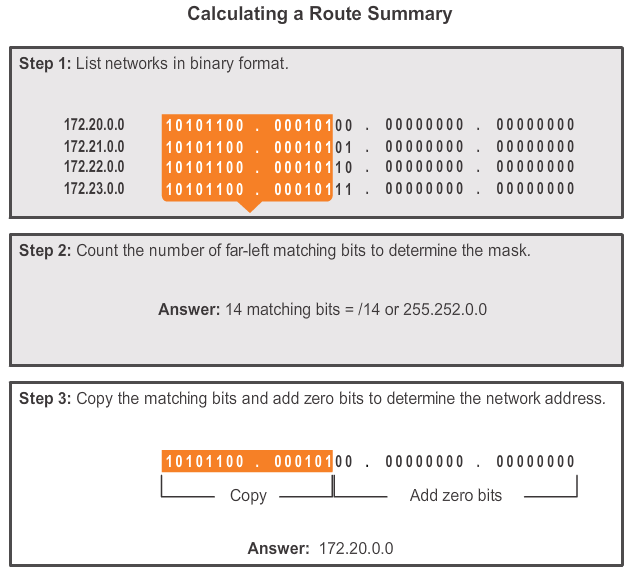 Calculating a Route Summary
Step 1: List networks in binary format.
172.20.0.0 10101100 . 00010100 . 00000000 . 00000000
172.21.0.0 10101100 . 00010101 . 00000000 . 00000000
172.22.0.0 10101100 . 00010110 . 00000000 . 00000000
172.23.0.0 10101100 . 00010111 . 00000000 . 00000000
Step 2: Count the number of far-left matching bits to determine the mask.
Answer: 14 matching bits = /14 or 255.252.0.0
Step 3: Copy the matching bits and add zero bits to determine the network address.
10101100 . 00010100 . 00000000 . 00000000
Copy Add zero bits
Answer: 172.20.0.0